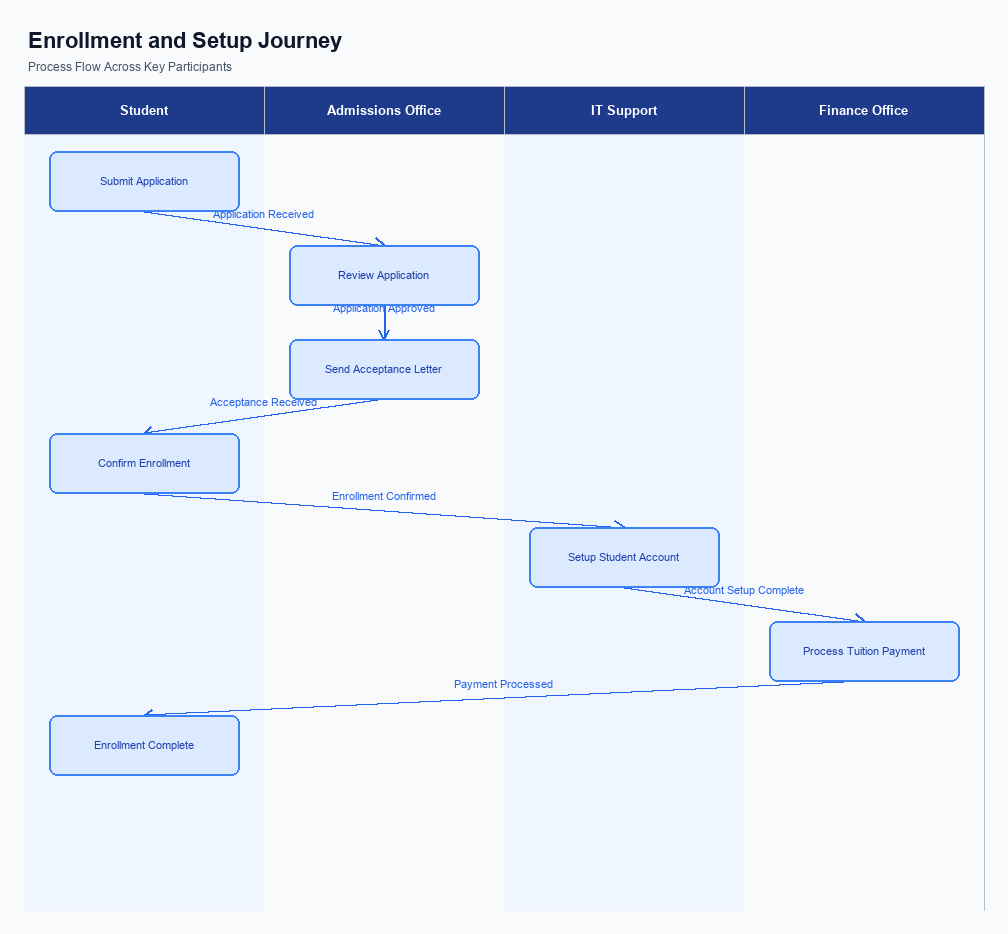 Enrollment and Setup Journey
Process Flow Across Key Participants
Student
Admissions Office
IT Support
Finance Office
Submit Application
Application Received
Review Application
Application Approved
Send Acceptance Letter
Acceptance Received
Confirm Enrollment
Enrollment Confirmed
Setup Student Account
Account Setup Complete
Process Tuition Payment
Payment Processed
Enrollment Complete